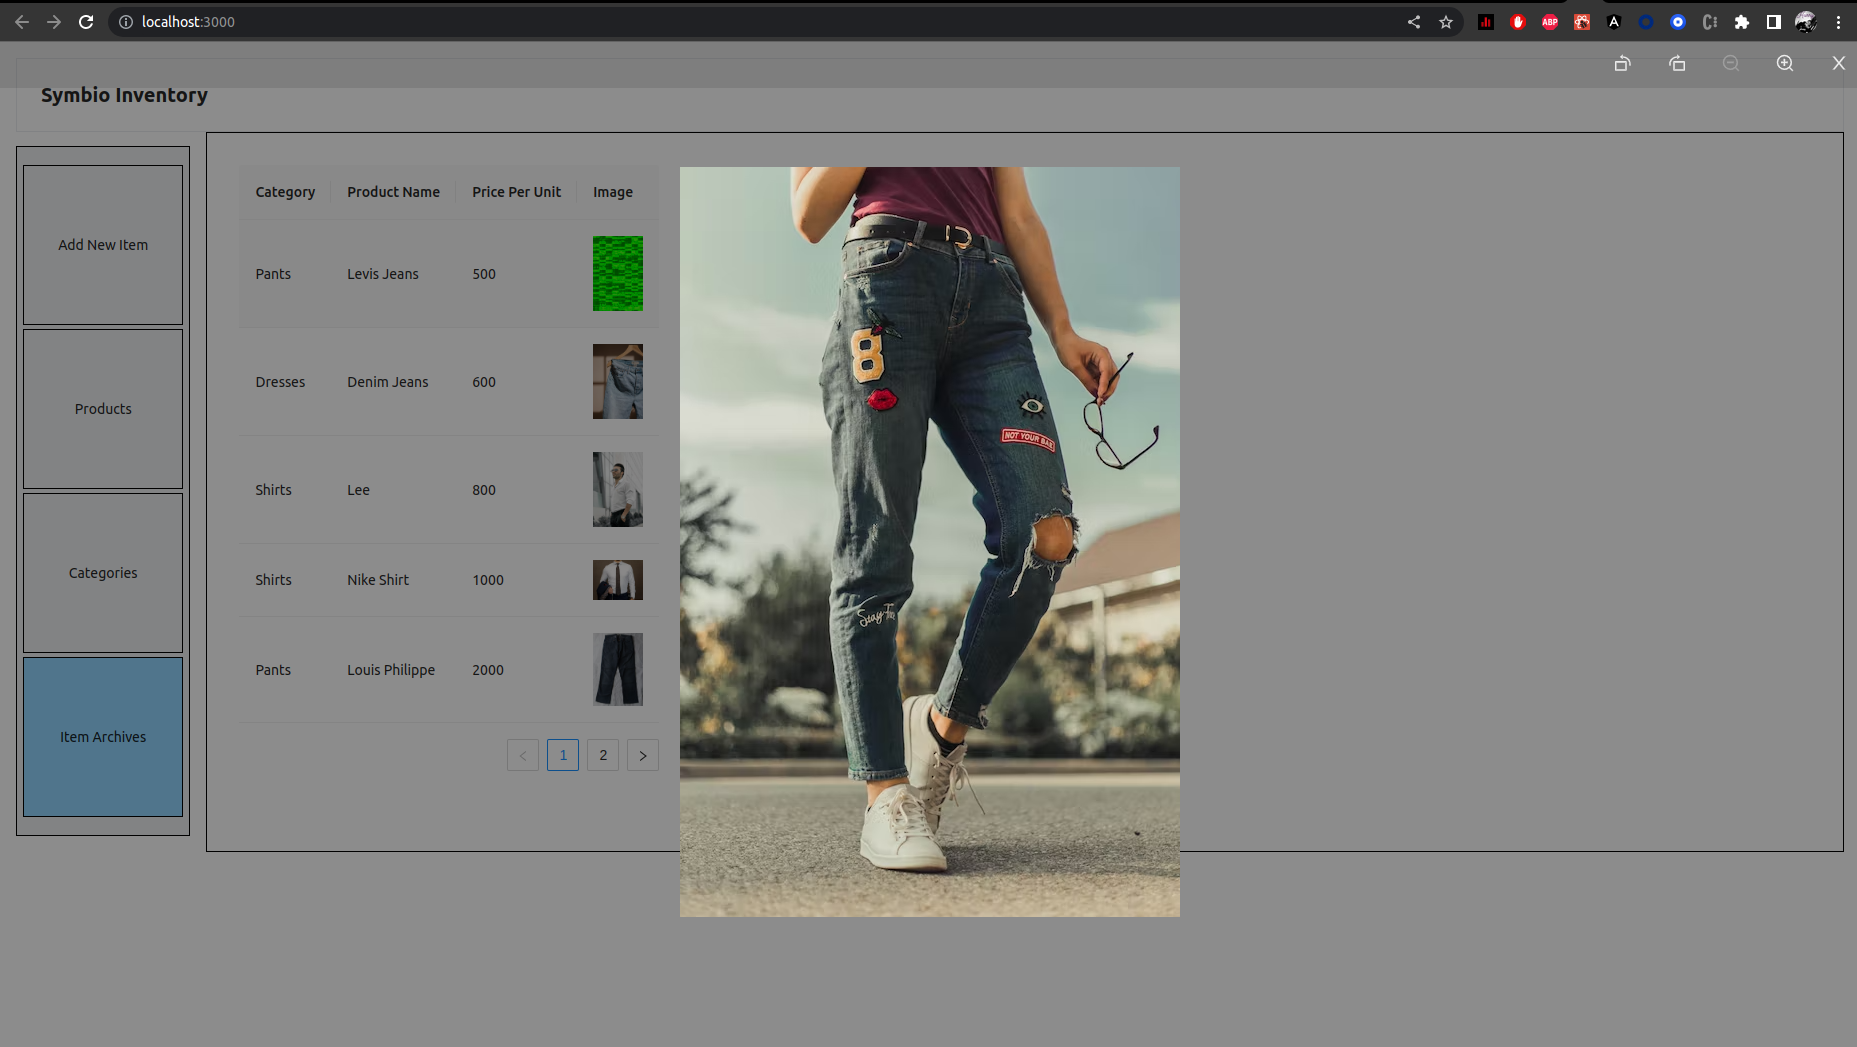 localhost:3000
ABP
Symbio Inventory
Add New Item
Products
Categories
Item Archives
Category Product Name Price Per Unit Image
Pants Levis Jeans 500
Dresses Denim Jeans 600
Shirts Lee 800
Shirts Nike Shirt 1000
Pants Louis Philippe 2000
1 2
8
NOT YOUR BAE
Stay